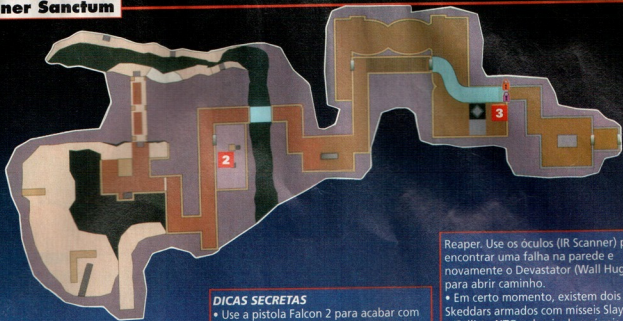 ner Sanctum
2
3
DICAS SECRETAS
• Use a pistola Falcon 2 para acabar com
Reaper. Use os óculos (IR Scanner) p
encontrar uma falha na parede e
novamente o Devastator (Wall Hug
para abrir caminho.
• Em certo momento, existem dois
Skeddars armados com mísseis Slay